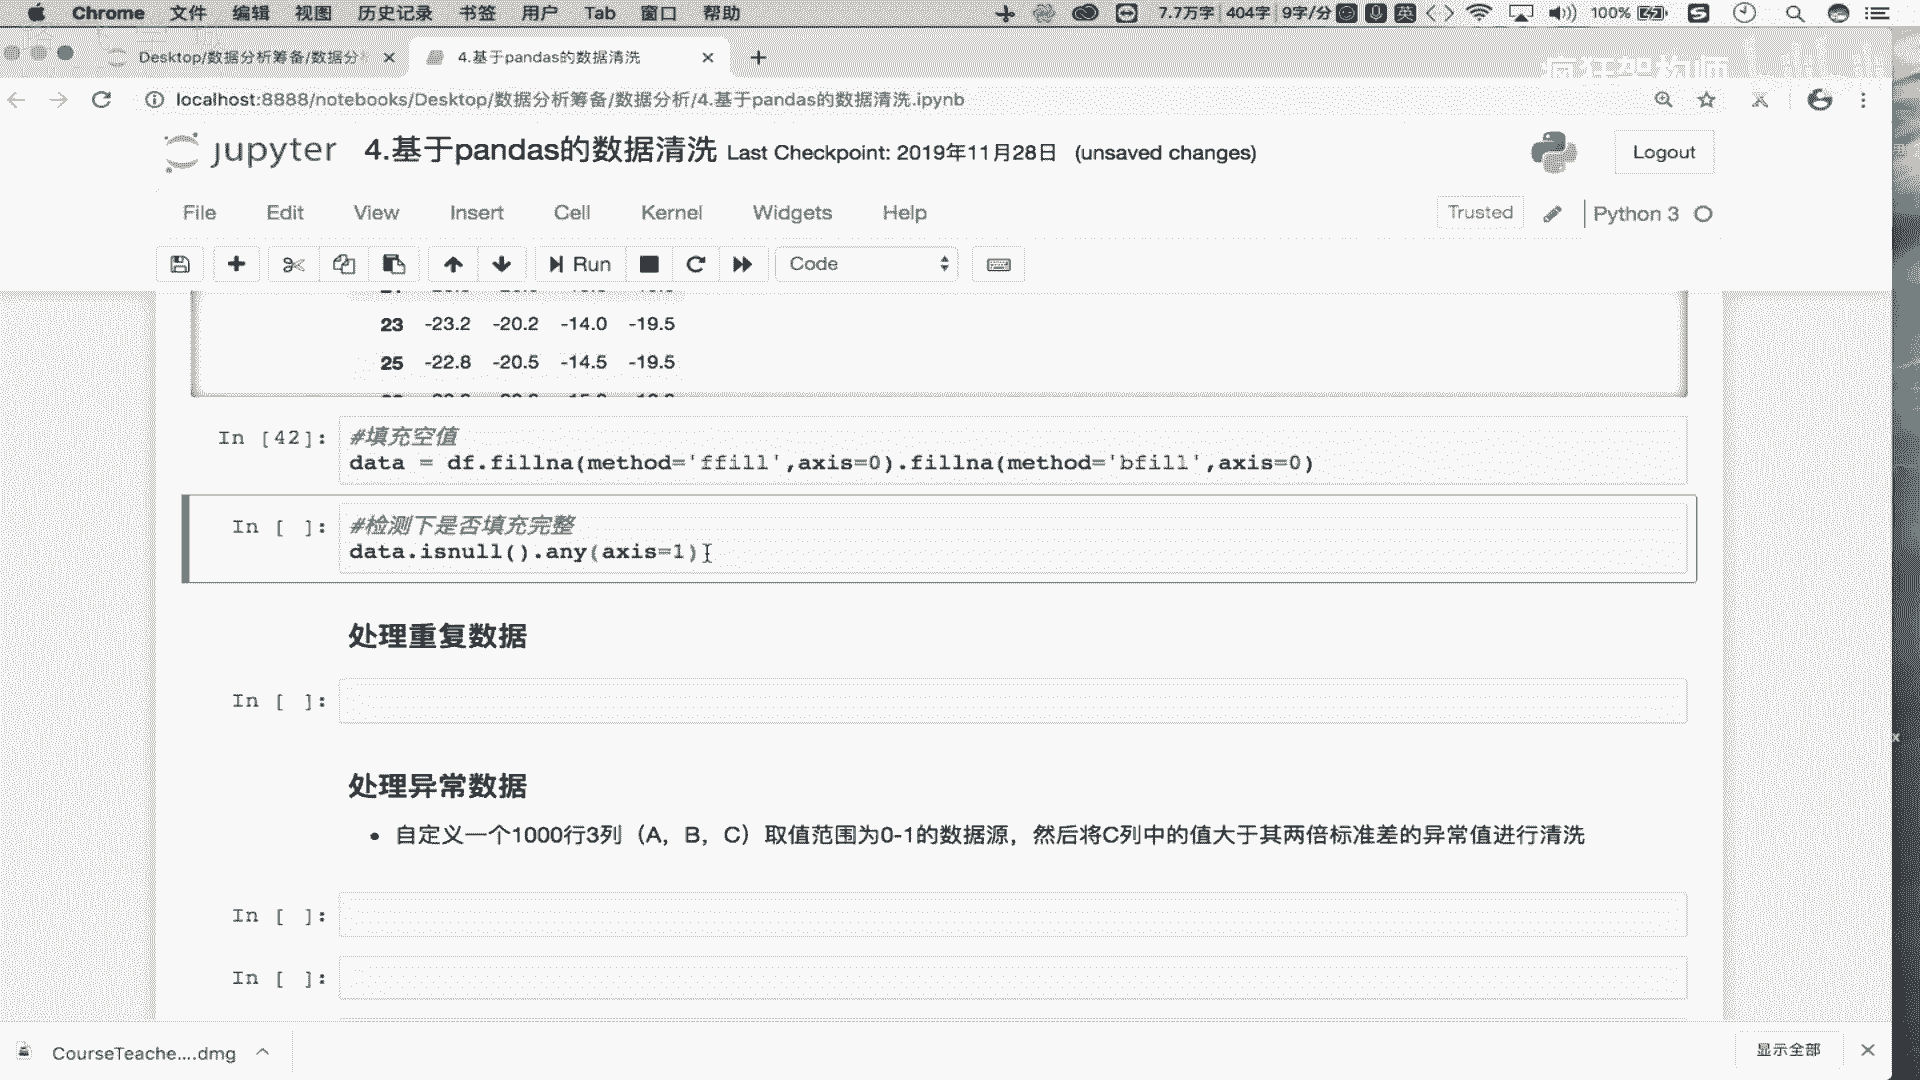 Chrome 文件 编辑 视图 历史记录 书签 用户 Tab 窗口 帮助 7.7万字 404字 9字/分 英 100%
Desktop/数据分析筹备/数据分 4.基于pandas的数据清洗
疯狂架构师
localhost:8888/notebooks/Desktop/数据分析筹备/数据分析/4.基于pandas的数据清洗.ipynb
jupyter 4.基于pandas的数据清洗 Last Checkpoint: 2019年11月28日 (unsaved changes) Logout
File Edit View Insert Cell Kernel Widgets Help Trusted Python 3
Run Code
23 -23.2 -20.2 -14.0 -19.5
25 -22.8 -20.5 -14.5 -19.5
In [42]: #填充空值
data = df.fillna(method='ffill',axis=0).fillna(method='bfill',axis=0)
In [ ]: #检测下是否填充完整
data.isnull().any(axis=1)
处理重复数据
In [ ]:
处理异常数据
• 自定义一个1000行3列（A，B，C）取值范围为0-1的数据源，然后将C列中的值大于其两倍标准差的异常值进行清洗
In [ ]:
In [ ]:
CourseTeache....dmg 显示全部